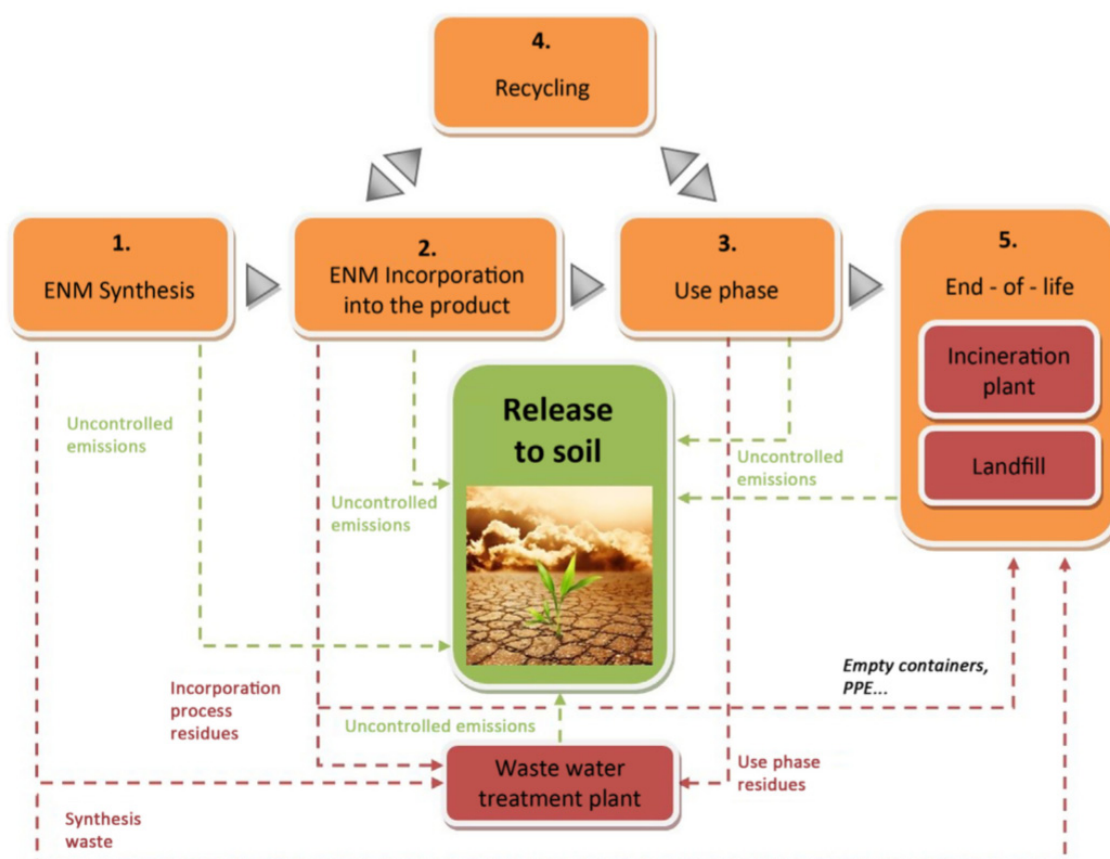 4.
Recycling
1.
ENM Synthesis
2.
ENM Incorporation
into the product
3.
Use phase
5.
End - of - life
Incineration
plant
Landfill
Release
to soil
Uncontrolled
emissions
Uncontrolled
emissions
Uncontrolled
emissions
Empty containers,
PPE...
Incorporation
process
residues
Uncontrolled emissions
Waste water
treatment plant
Use phase
residues
Synthesis
waste